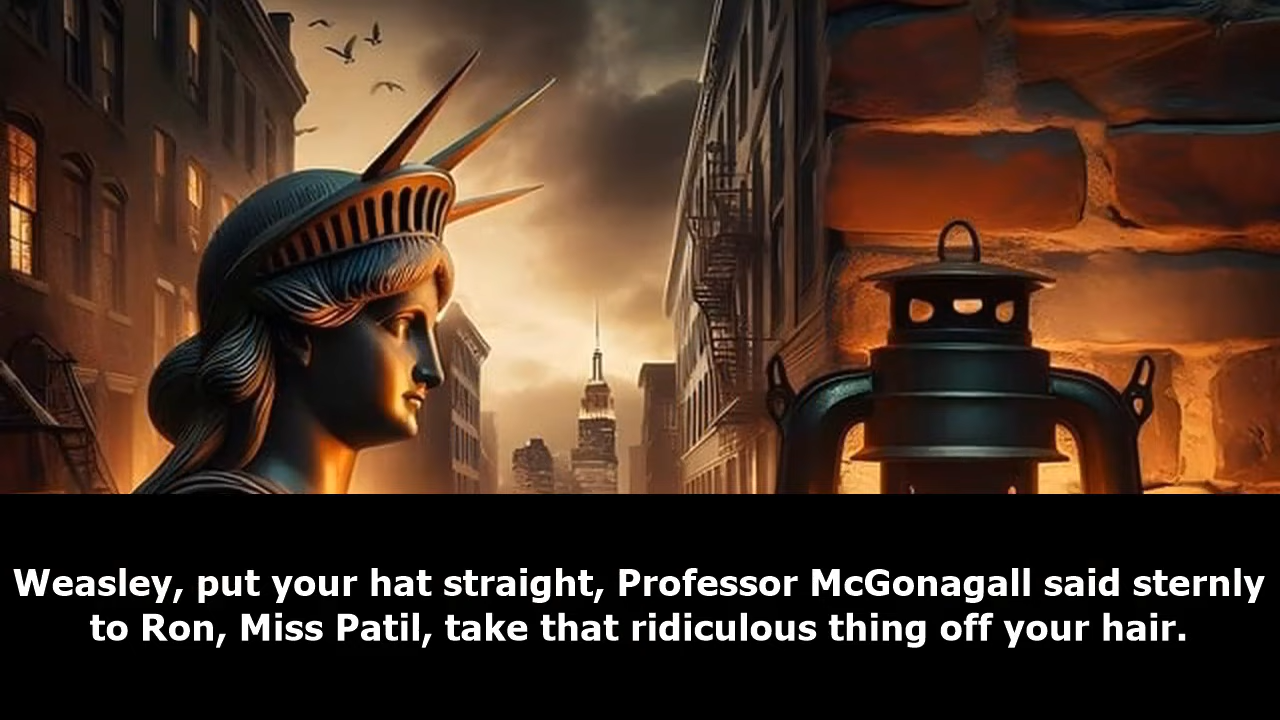 Weasley, put your hat straight, Professor McGonagall said sternly
to Ron, Miss Patil, take that ridiculous thing off your hair.